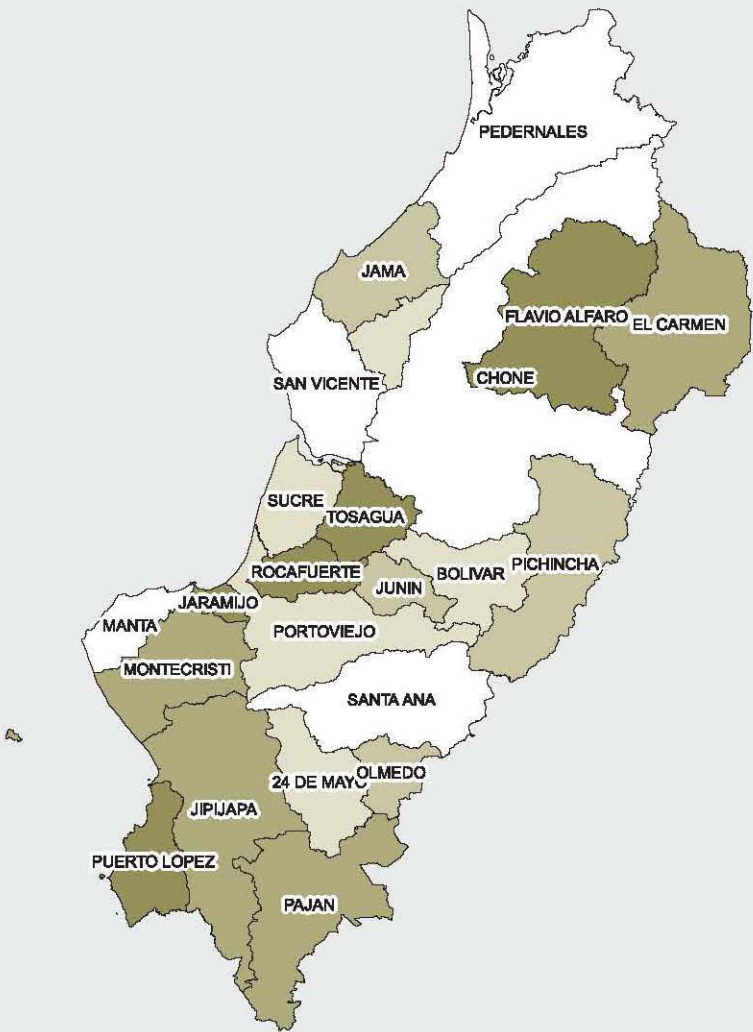 PEDERNALES
JAMA
FLAVIO ALFARO
EL CARMEN
SAN VICENTE
CHONE
SUCRE
TOSAGUA
ROCAFUERTE
BOLIVAR
PICHINCHA
JUNIN
JARAMIJO
MANTA
PORTOVIEJO
MONTECRISTI
SANTA ANA
24 DE MAYO
OLMEDO
JIPIJAPA
PUERTO LOPEZ
PAJAN